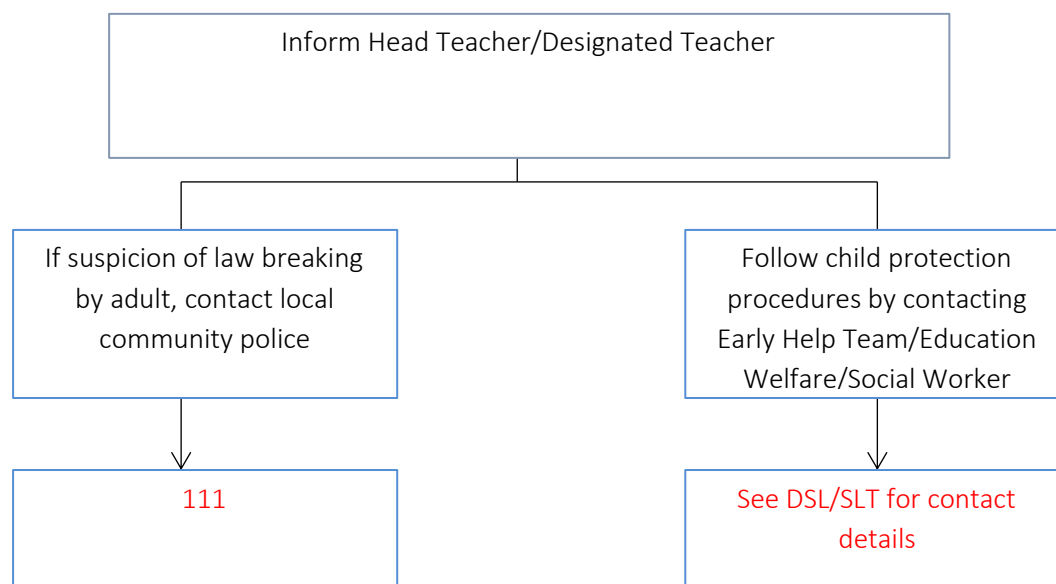 Inform Head Teacher/Designated Teacher
If suspicion of law breaking
by adult, contact local
community police
Follow child protection
procedures by contacting
Early Help Team/Education
Welfare/Social Worker
111
See DSL/SLT for contact
details